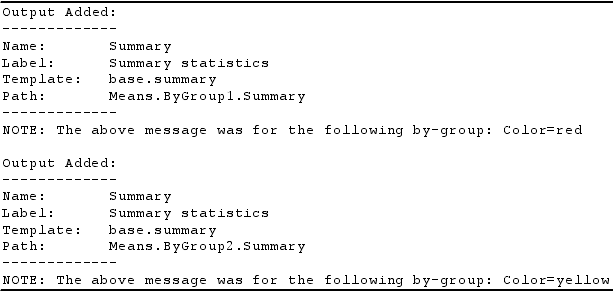 Output Added:
-------------
Name:       Summary
Label:      Summary statistics
Template:   base.summary
Path:       Means.ByGroup1.Summary
-------------
NOTE: The above message was for the following by-group: Color=red

Output Added:
-------------
Name:       Summary
Label:      Summary statistics
Template:   base.summary
Path:       Means.ByGroup2.Summary
-------------
NOTE: The above message was for the following by-group: Color=yellow